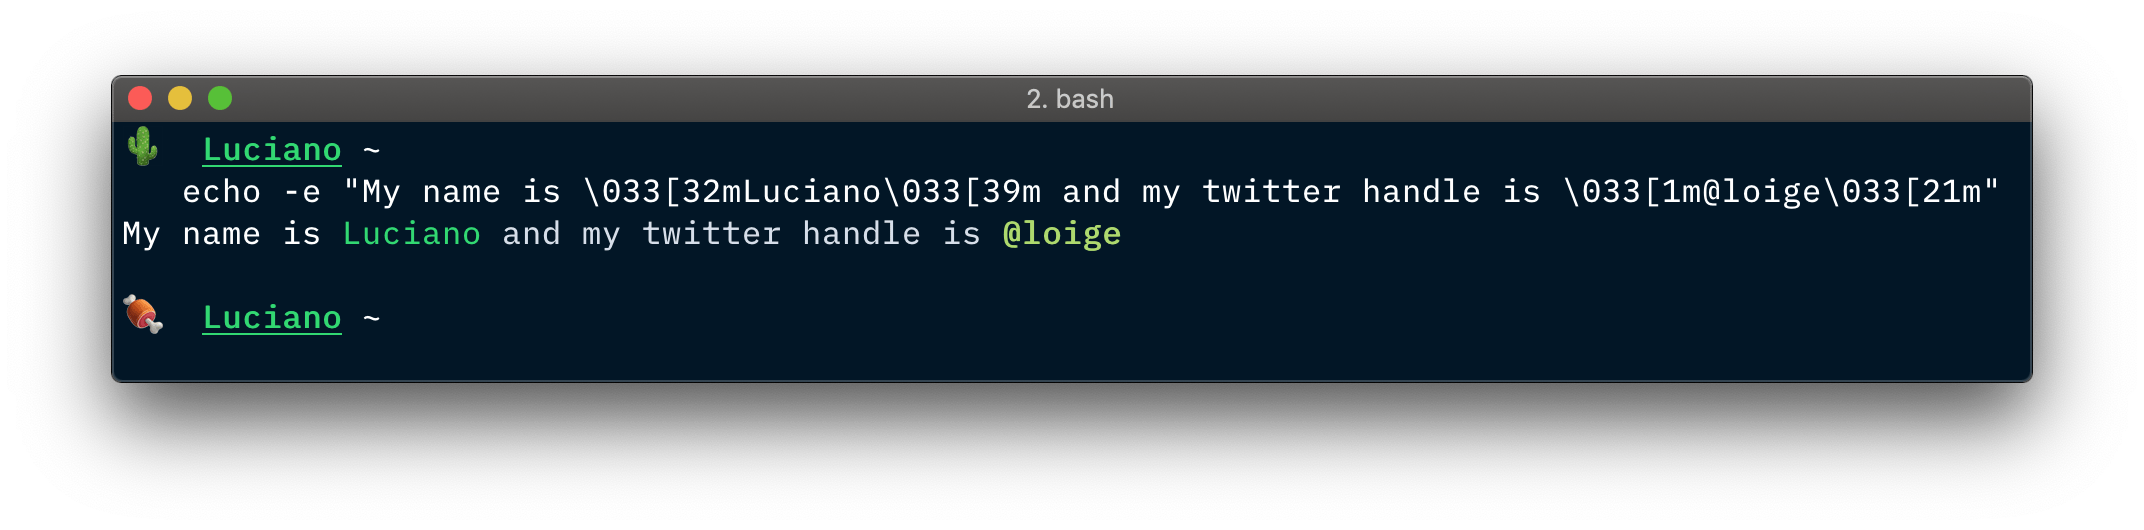 2. bash
🌵 Luciano ~
echo -e "My name is \033[32mLuciano\033[39m and my twitter handle is \033[1m@loige\033[21m"
My name is Luciano and my twitter handle is @loige
🍖 Luciano ~